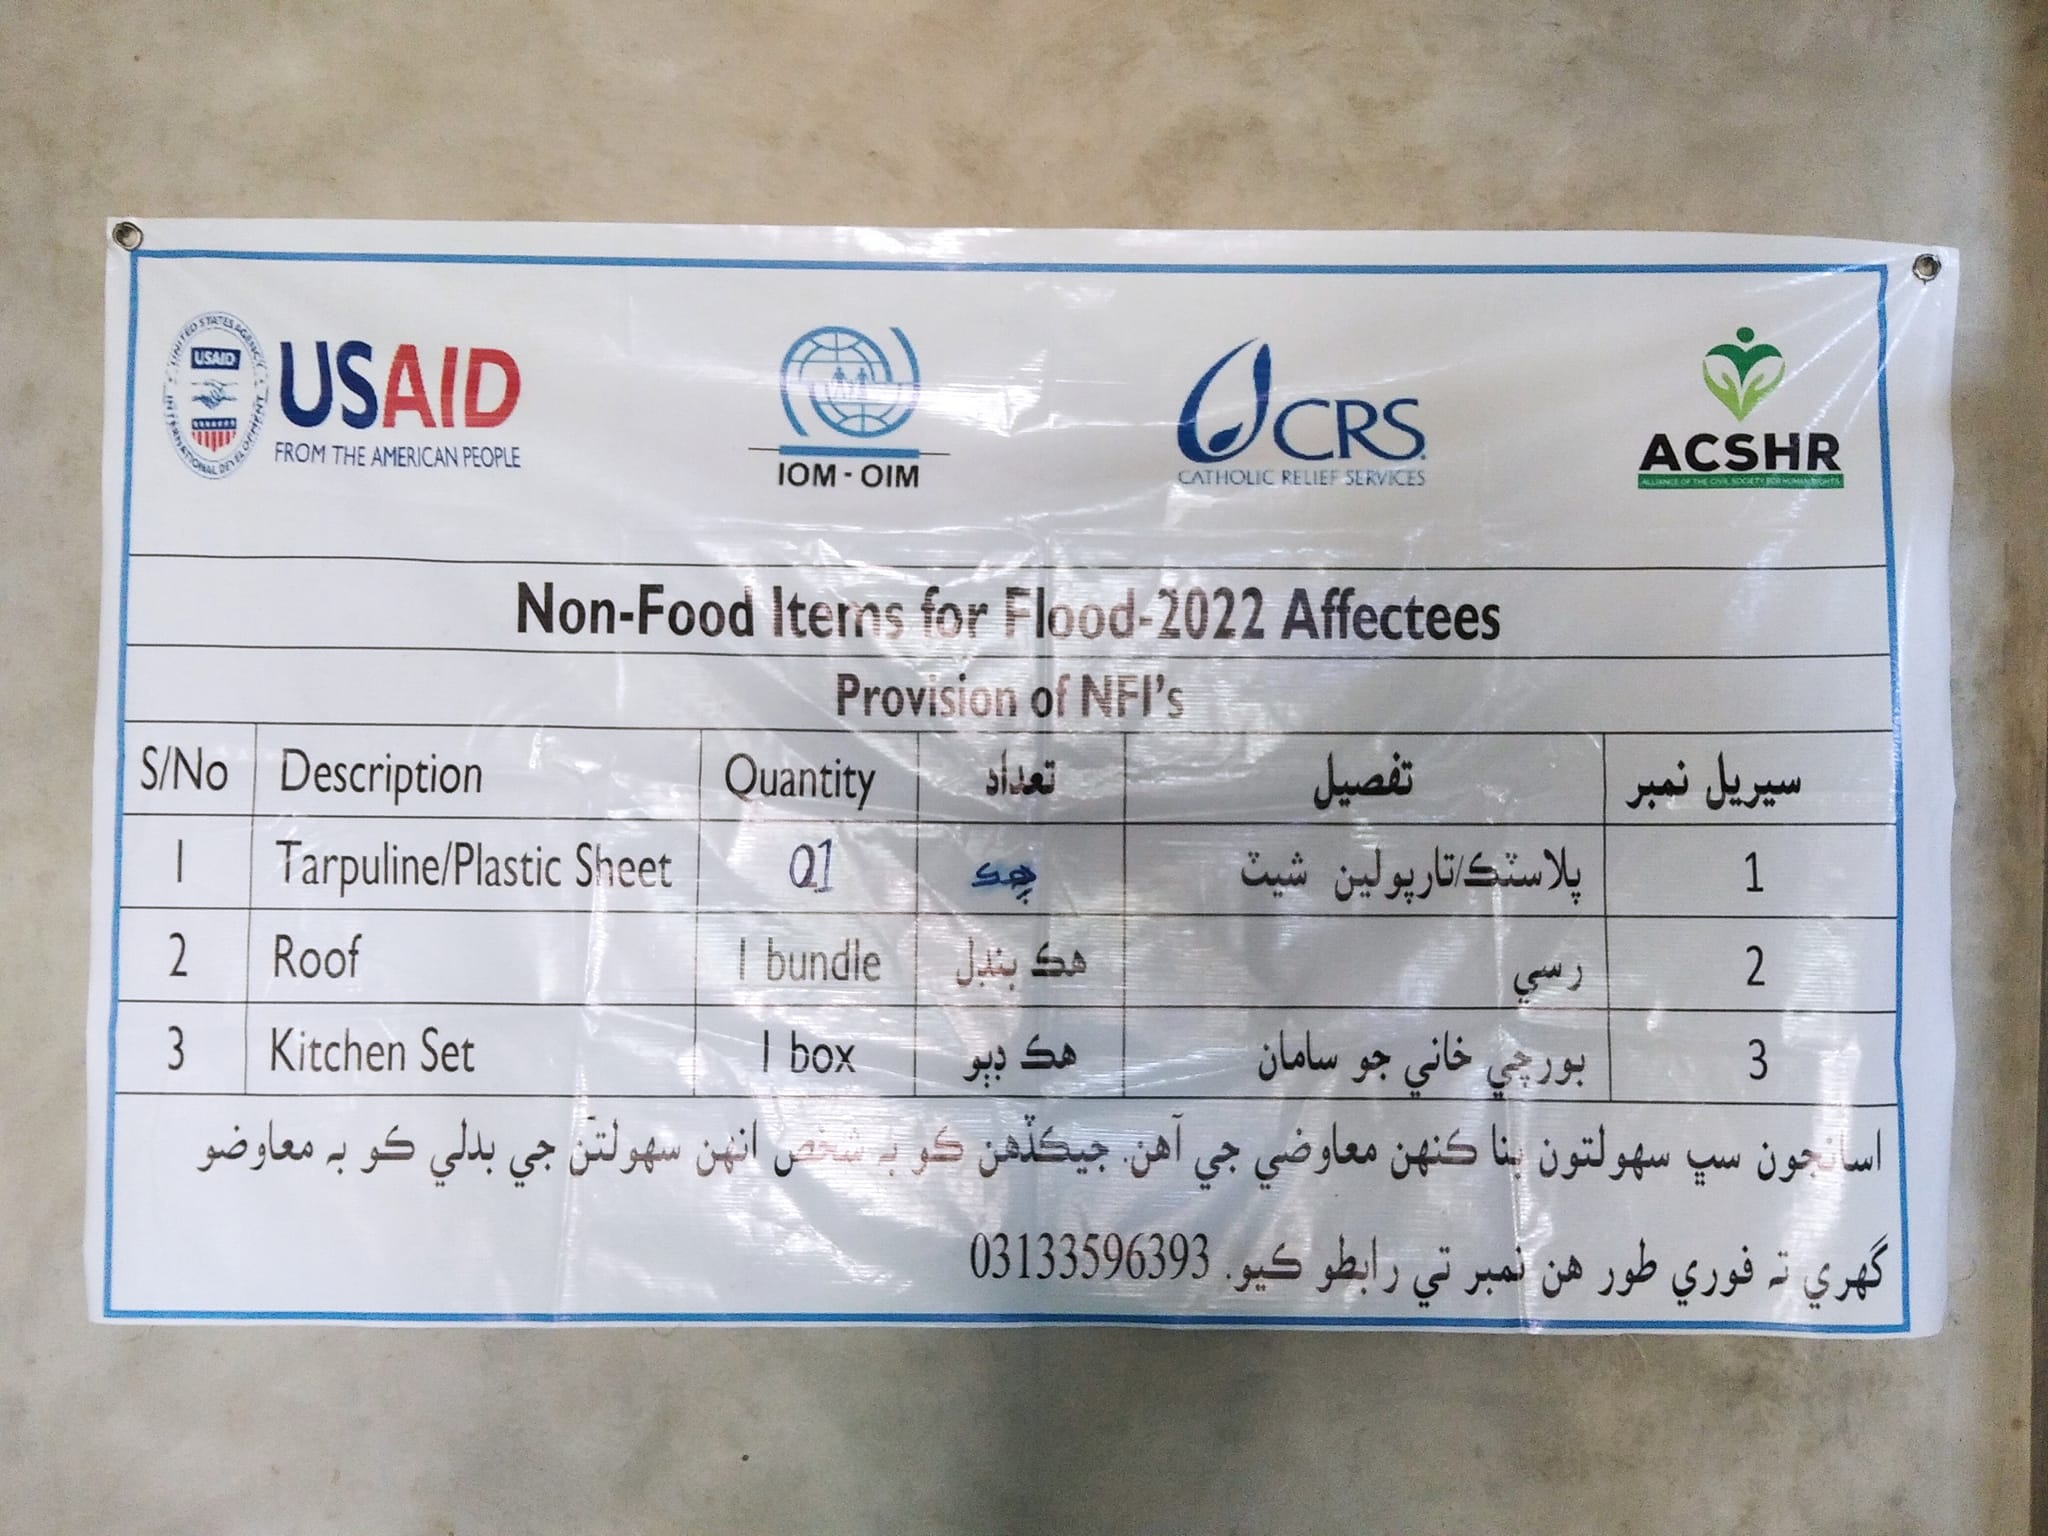 UNITED STATES AGENCY
INTERNATIONAL DEVELOPMENT
USAID
USAID
FROM THE AMERICAN PEOPLE
IOM - OIM
CRS
CATHOLIC RELIEF SERVICES
ACSHR
ALLIANCE OF THE CIVIL SOCIETY FOR HUMAN RIGHTS
Non-Food Items for Flood-2022 Affectees
Provision of NFI's
S/No Description Quantity تعداد تفصيل سيريل نمبر
1 Tarpuline/Plastic Sheet 01 پلاسٽڪ/تارپولين شيٽ 1
2 Roof 1 bundle هڪ بنڊل رسي 2
3 Kitchen Set 1 box هڪ ڊٻو بورچي خاني جو سامان 3
اسانجون سڀ سهولتون بنا ڪنهن معاوضي جي آهن. جيڪڏهن ڪو به شخص انهن سهولتن جي بدلي ڪو به معاوضو
گهري ته فوري طور هن نمبر تي رابطو ڪيو. 03133596393